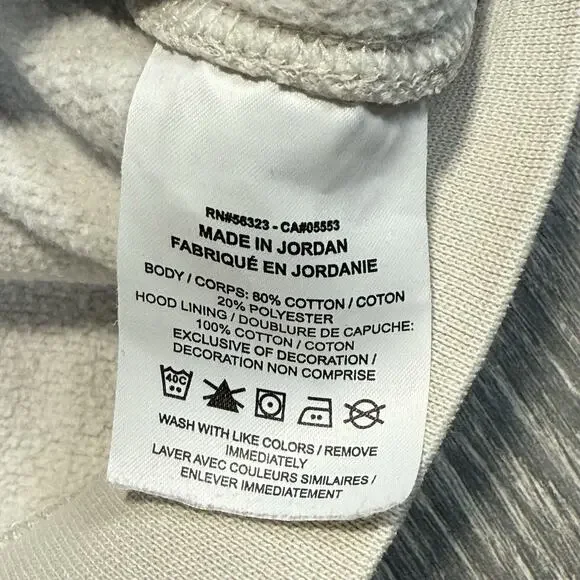 RN#56323 - CA#05553
MADE IN JORDAN
FABRIQUÉ EN JORDANIE
BODY / CORPS: 80% COTTON / COTON
20% POLYESTER
HOOD LINING / DOUBLURE DE CAPUCHE:
100% COTTON / COTON
EXCLUSIVE OF DECORATION /
DECORATION NON COMPRISE
40C
WASH WITH LIKE COLORS / REMOVE
IMMEDIATELY
LAVER AVEC COULEURS SIMILAIRES /
ENLEVER IMMEDIATEMENT